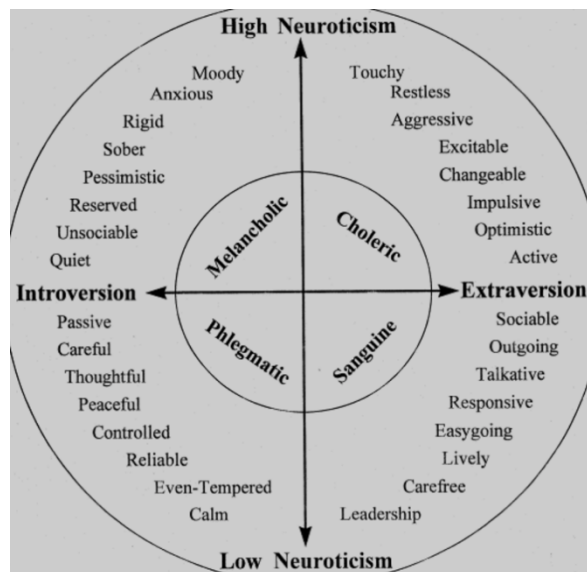 High Neuroticism
Moody
Touchy
Anxious
Restless
Rigid
Aggressive
Sober
Excitable
Pessimistic
Changeable
Reserved
Impulsive
Unsociable
Optimistic
Quiet
Active
Melancholic
Choleric
Introversion
Extraversion
Phlegmatic
Sanguine
Passive
Sociable
Careful
Outgoing
Thoughtful
Talkative
Peaceful
Responsive
Controlled
Easygoing
Reliable
Lively
Even-Tempered
Carefree
Calm
Leadership
Low Neuroticism